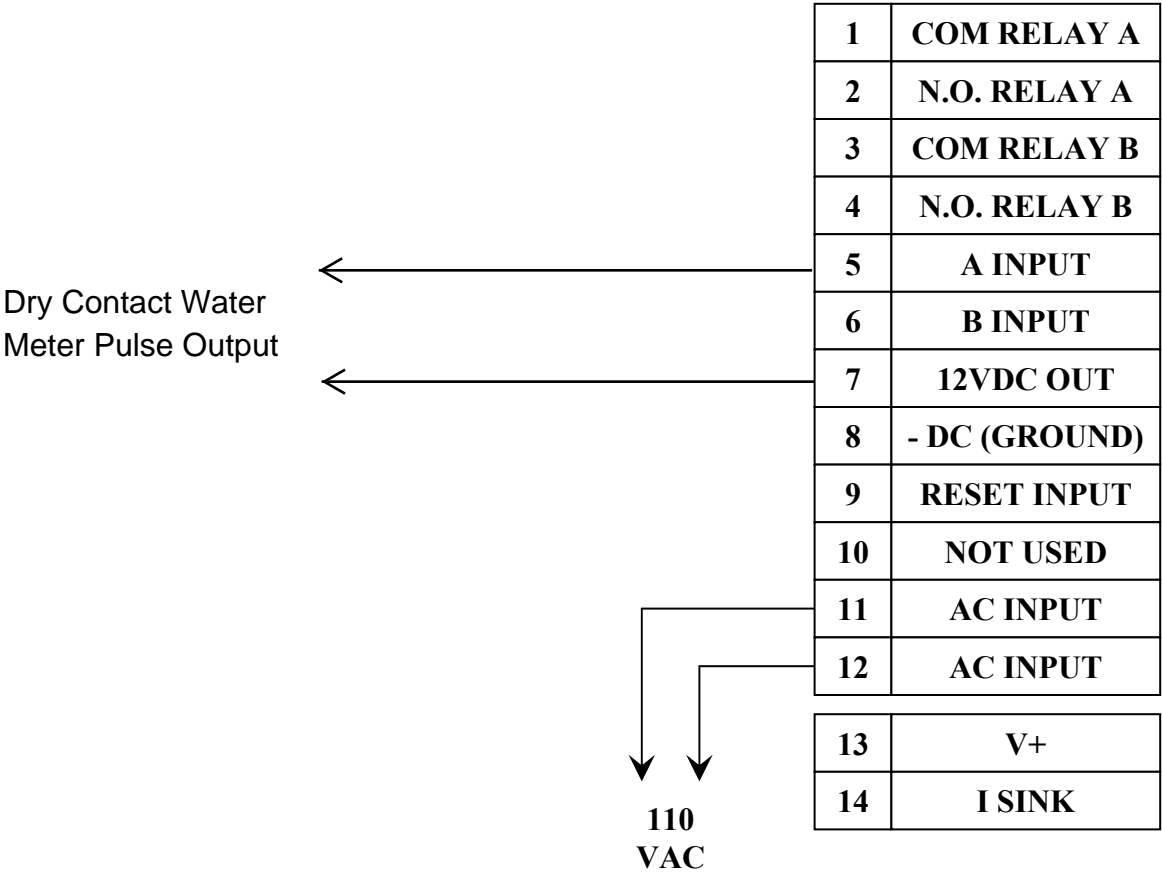 1 COM RELAY A
2 N.O. RELAY A
3 COM RELAY B
4 N.O. RELAY B
5 A INPUT
Dry Contact Water
Meter Pulse Output
6 B INPUT
7 12VDC OUT
8 - DC (GROUND)
9 RESET INPUT
10 NOT USED
11 AC INPUT
12 AC INPUT
13 V+
14 I SINK
110
VAC